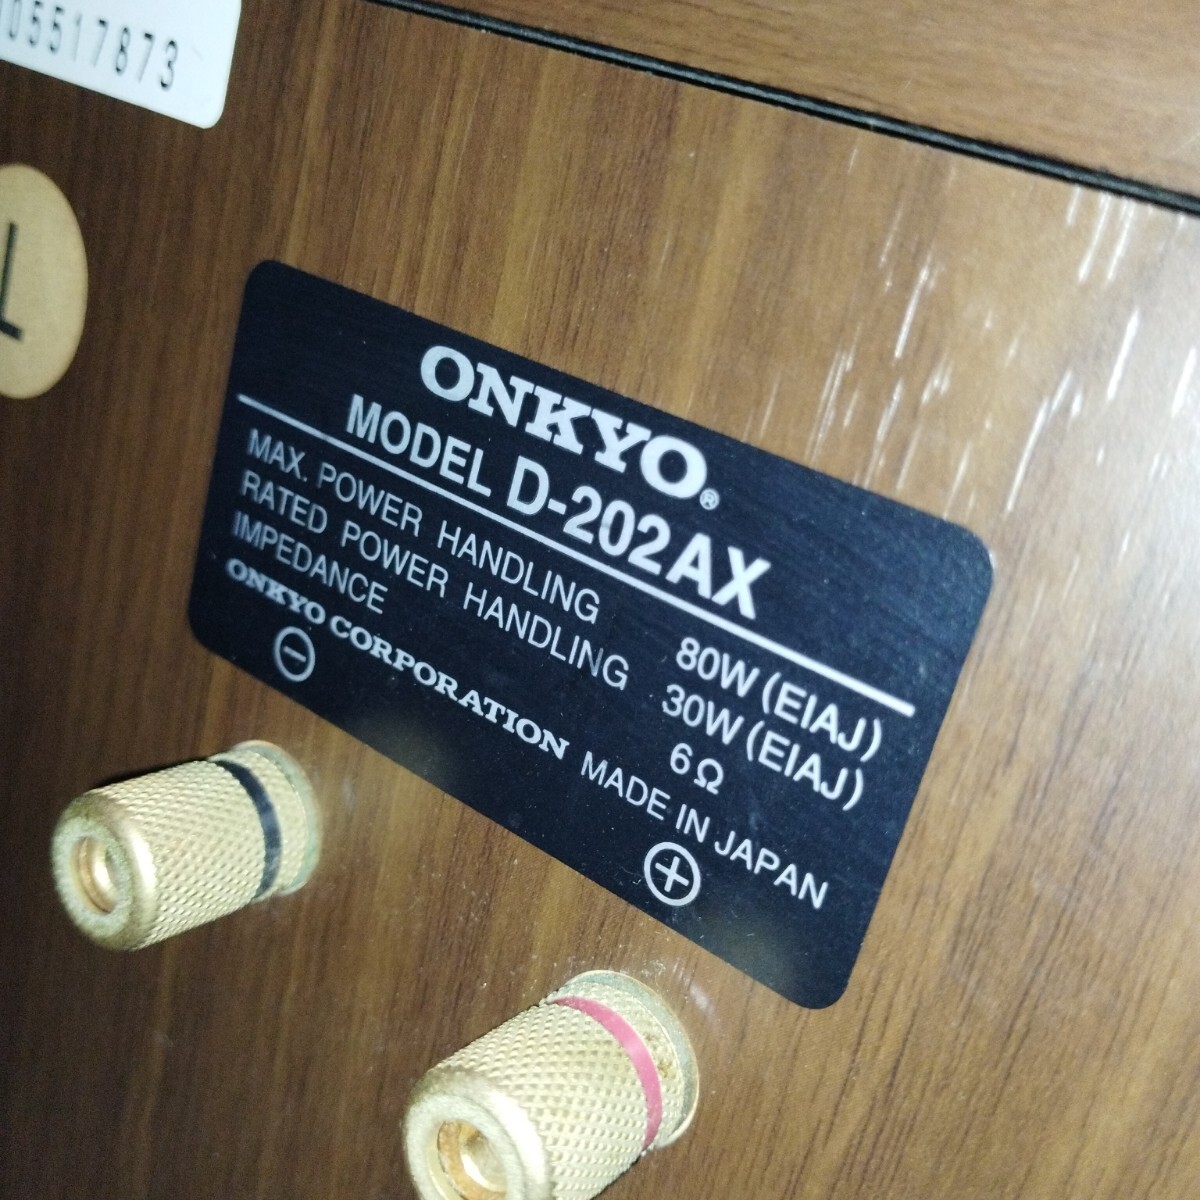 05517873
L
ONKYO®
MODEL D-202AX
MAX. POWER HANDLING 80W (EIAJ)
RATED POWER HANDLING 30W (EIAJ)
IMPEDANCE 6Ω
ONKYO CORPORATION MADE IN JAPAN
⊖ ⊕